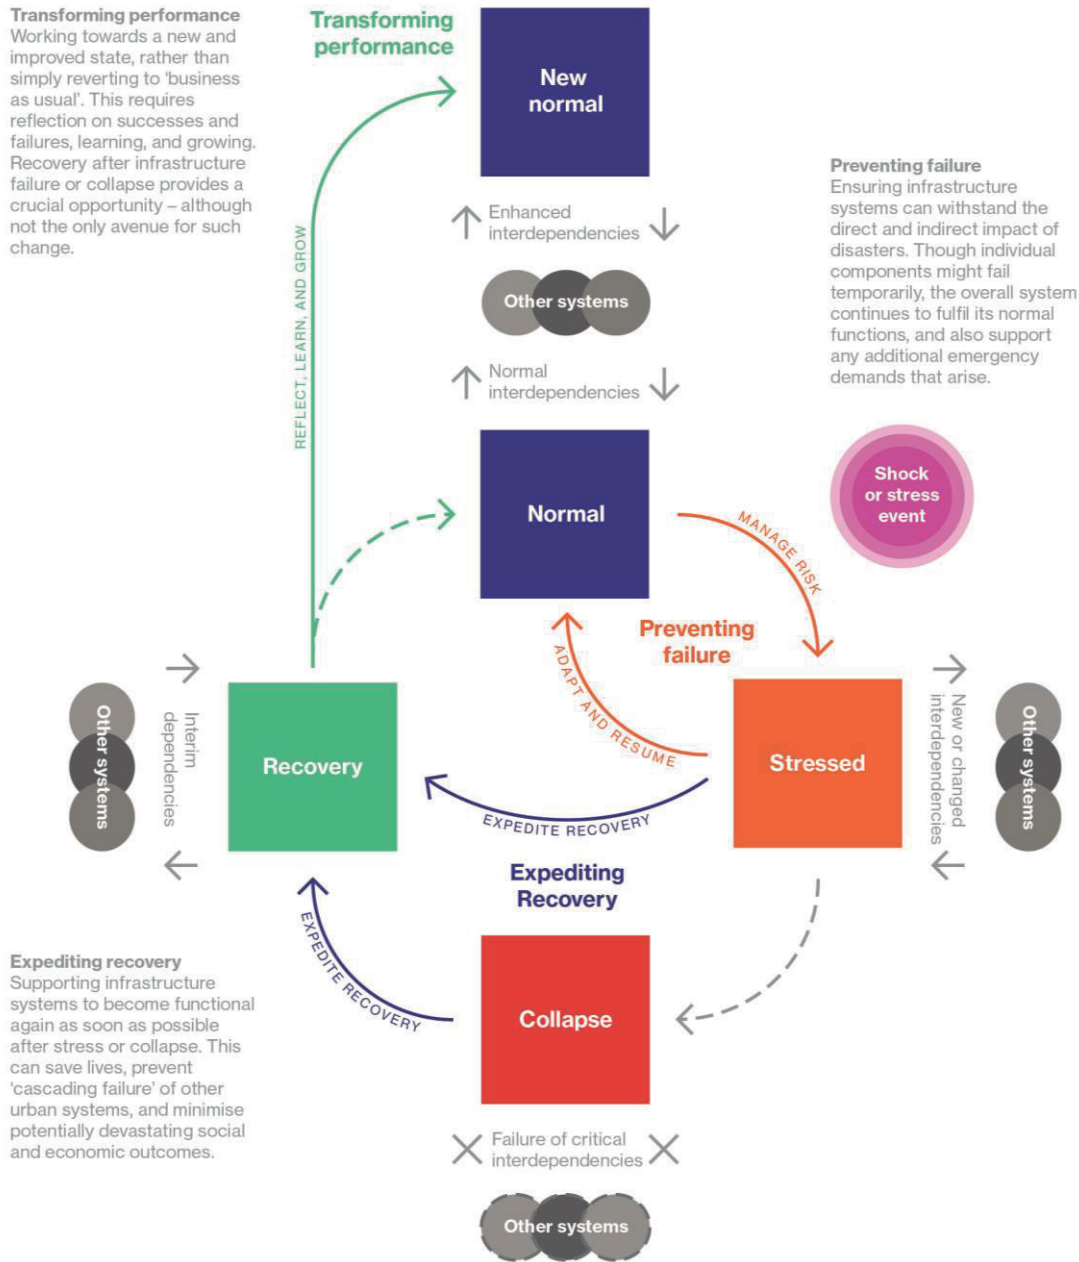 Transforming performance
Working towards a new and
improved state, rather than
simply reverting to ‘business
as usual’. This requires
reflection on successes and
failures, learning, and growing.
Recovery after infrastructure
failure or collapse provides a
crucial opportunity – although
not the only avenue for such
change.
Transforming
performance
New
normal
REFLECT, LEARN, AND GROW
Enhanced
interdependencies
Other systems
Normal
interdependencies
Preventing failure
Ensuring infrastructure
systems can withstand the
direct and indirect impact of
disasters. Though individual
components might fail
temporarily, the overall system
continues to fulfil its normal
functions, and also support
any additional emergency
demands that arise.
Shock
or stress
event
Normal
MANAGE RISK
Preventing
failure
ADAPT AND RESUME
Other systems
Interim
dependencies
Recovery
Stressed
New or changed
interdependencies
Other systems
EXPEDITE RECOVERY
Expediting
Recovery
EXPEDITE RECOVERY
Collapse
Expediting recovery
Supporting infrastructure
systems to become functional
again as soon as possible
after stress or collapse. This
can save lives, prevent
‘cascading failure’ of other
urban systems, and minimise
potentially devastating social
and economic outcomes.
Failure of critical
interdependencies
Other systems